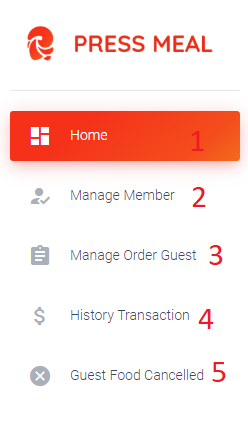 PRESS MEAL
Home 1
Manage Member 2
Manage Order Guest 3
History Transaction 4
Guest Food Cancelled 5